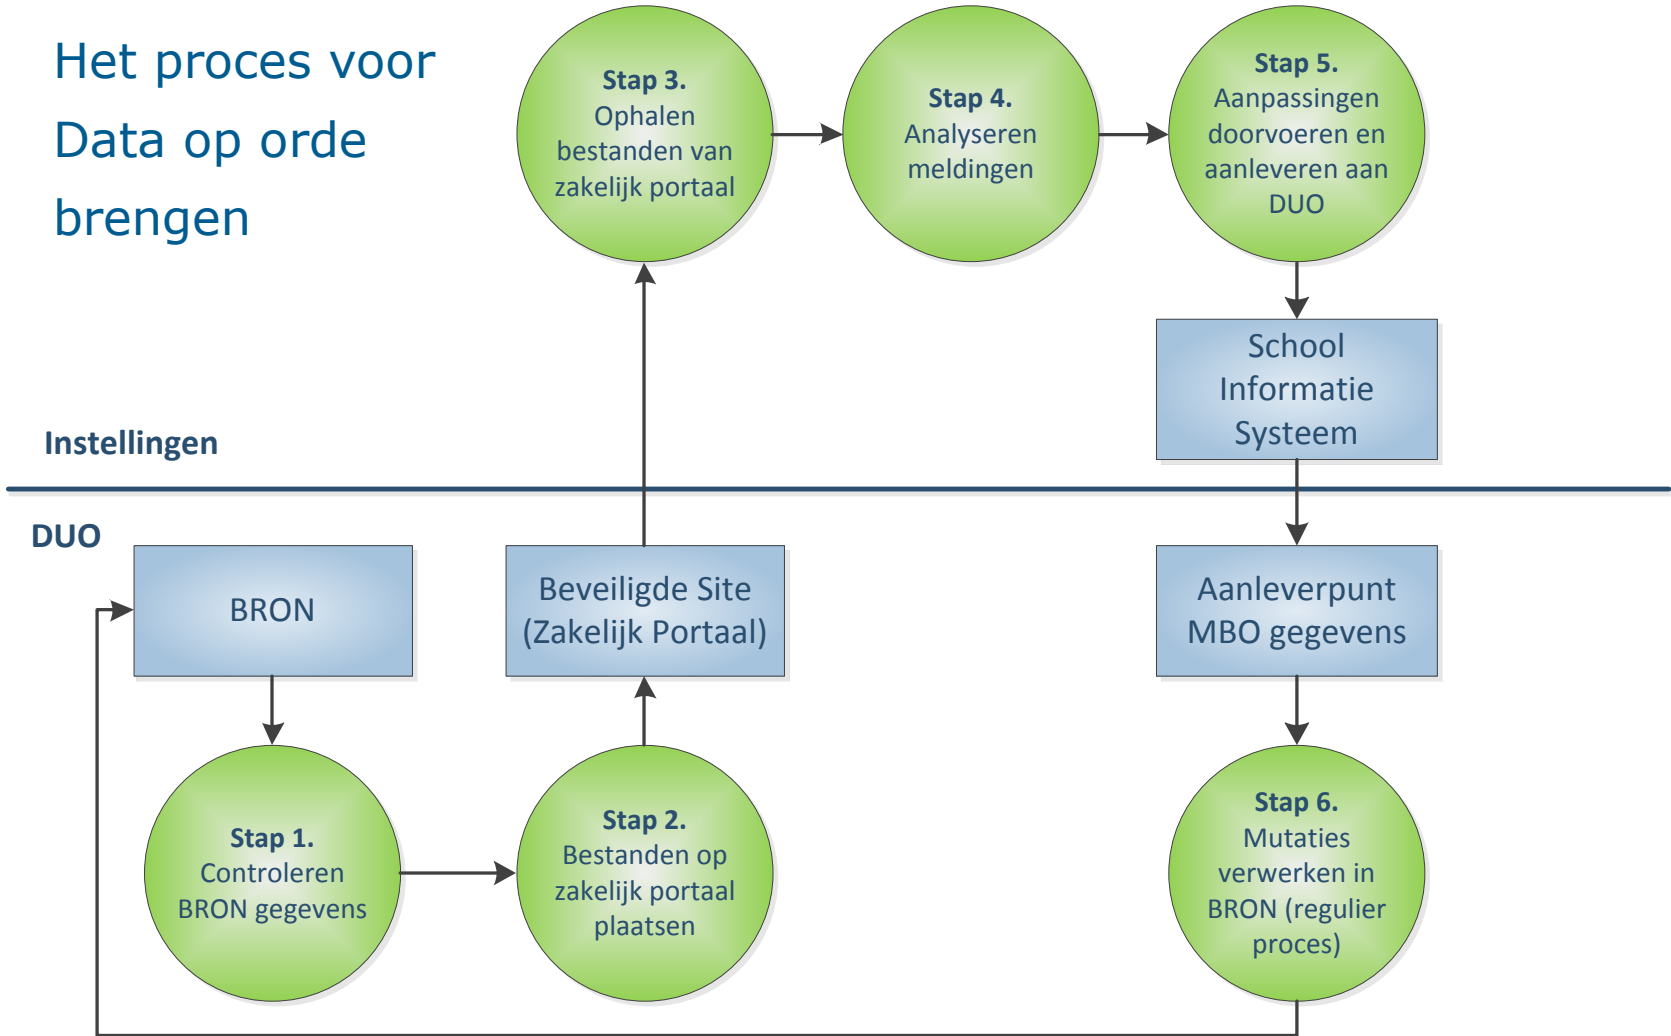 Het proces voor
Data op orde
brengen
Stap 3.
Ophalen
bestanden van
zakelijk portaal
Stap 4.
Analyseren
meldingen
Stap 5.
Aanpassingen
doorvoeren en
aanleveren aan
DUO
School
Informatie
Systeem
Instellingen
DUO
BRON
Beveiligde Site
(Zakelijk Portaal)
Aanleverpunt
MBO gegevens
Stap 1.
Controleren
BRON gegevens
Stap 2.
Bestanden op
zakelijk portaal
plaatsen
Stap 6.
Mutaties
verwerken in
BRON (regulier
proces)